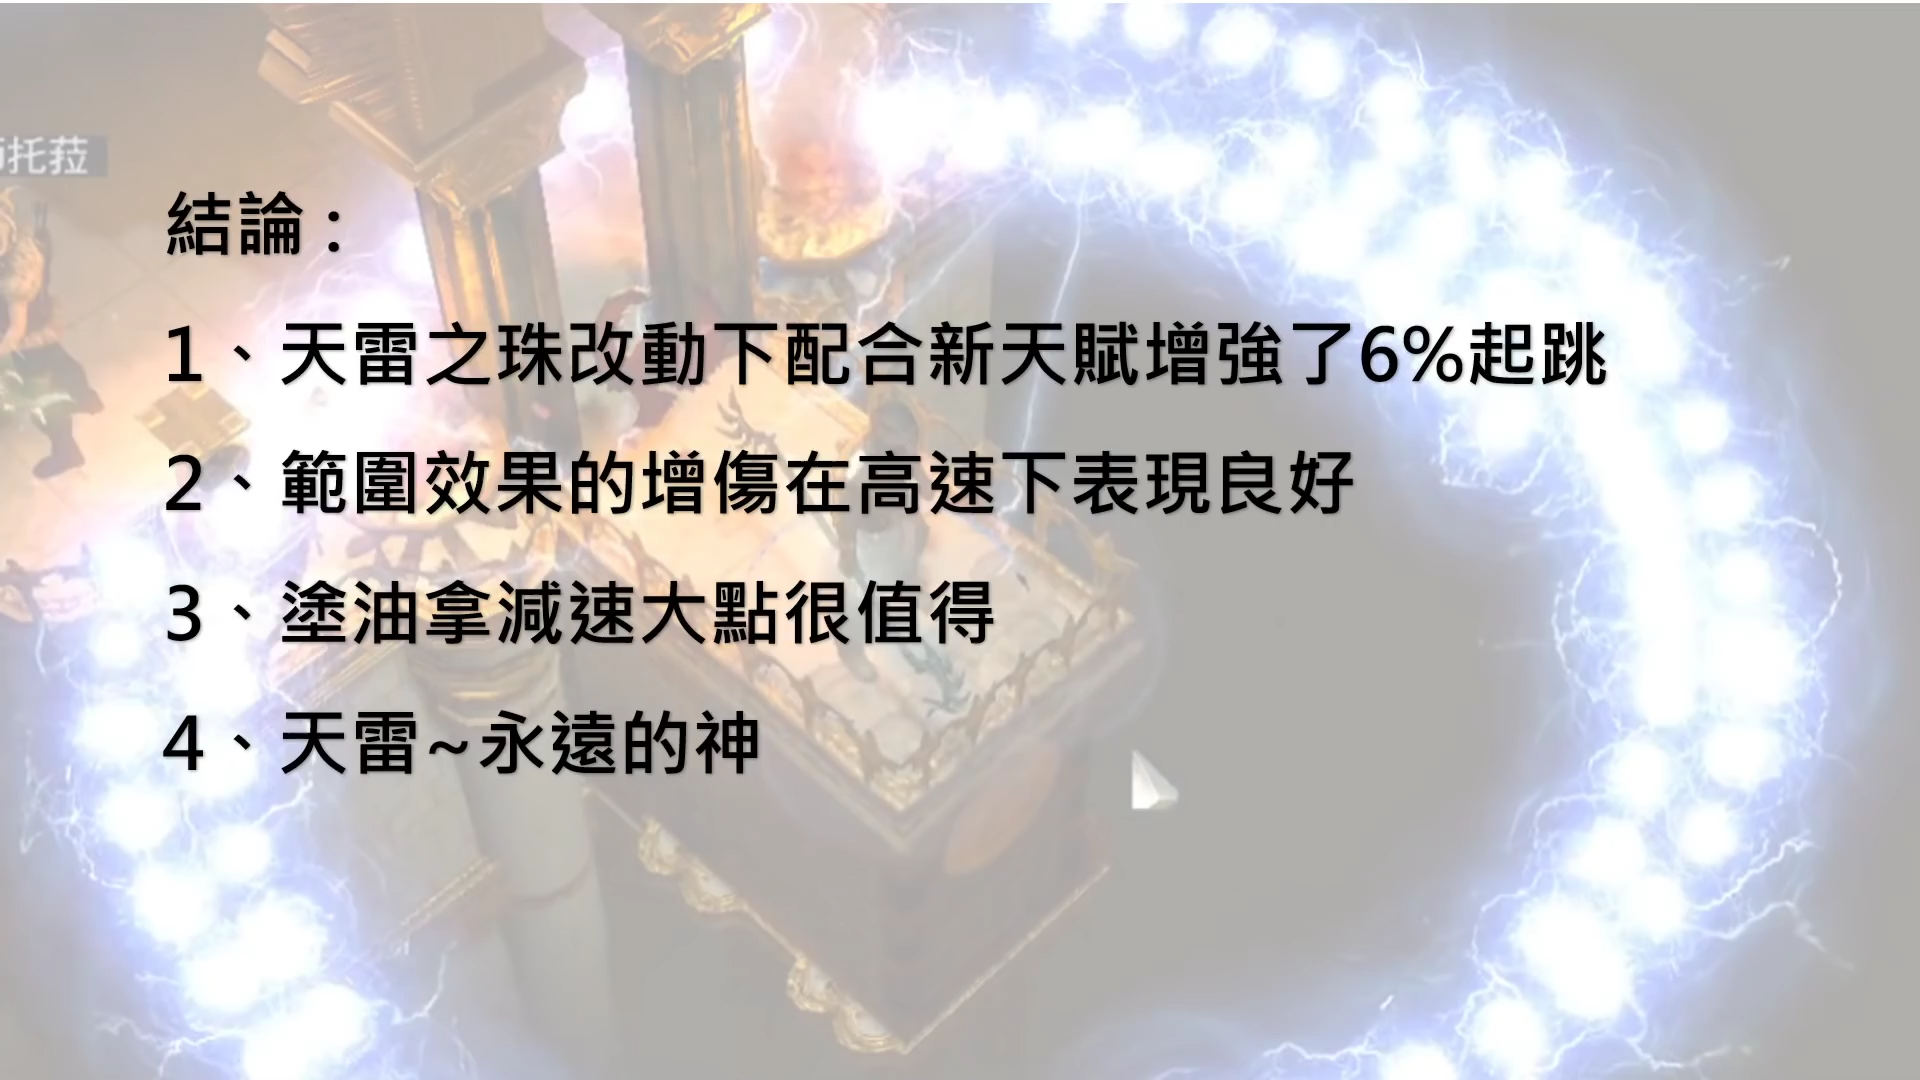 托菈
結論：
1、天雷之珠改動下配合新天賦增強了6%起跳
2、範圍效果的增傷在高速下表現良好
3、塗油拿減速大點很值得
4、天雷~永遠的神